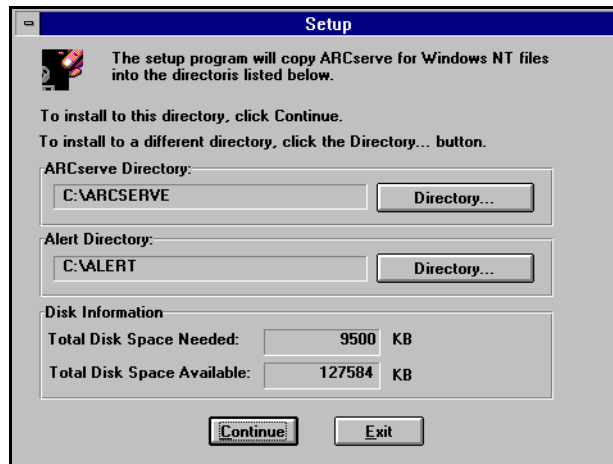 Setup
The setup program will copy ARCserve for Windows NT files
into the directoris listed below.
To install to this directory, click Continue.
To install to a different directory, click the Directory... button.
ARCserve Directory:
C:\ARCSERVE
Directory...
Alert Directory:
C:\ALERT
Directory...
Disk Information
Total Disk Space Needed: 9500 KB
Total Disk Space Available: 127584 KB
Continue Exit